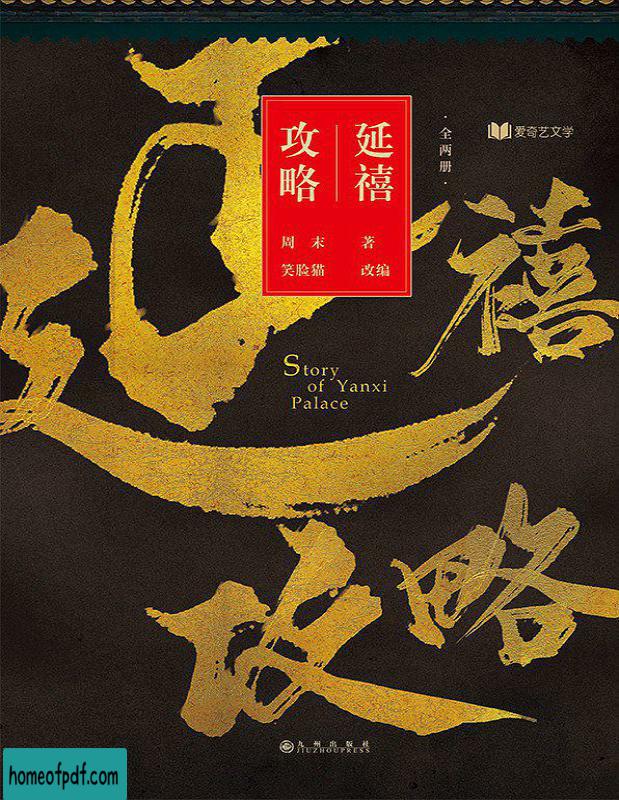 延禧
攻略
周末 著
笑脸猫 改编
·全两册·
爱奇艺文学
延禧
攻略
Story
of Yanxi
Palace
九州出版社
JIUZHOUPRESS
homeofpdf.com